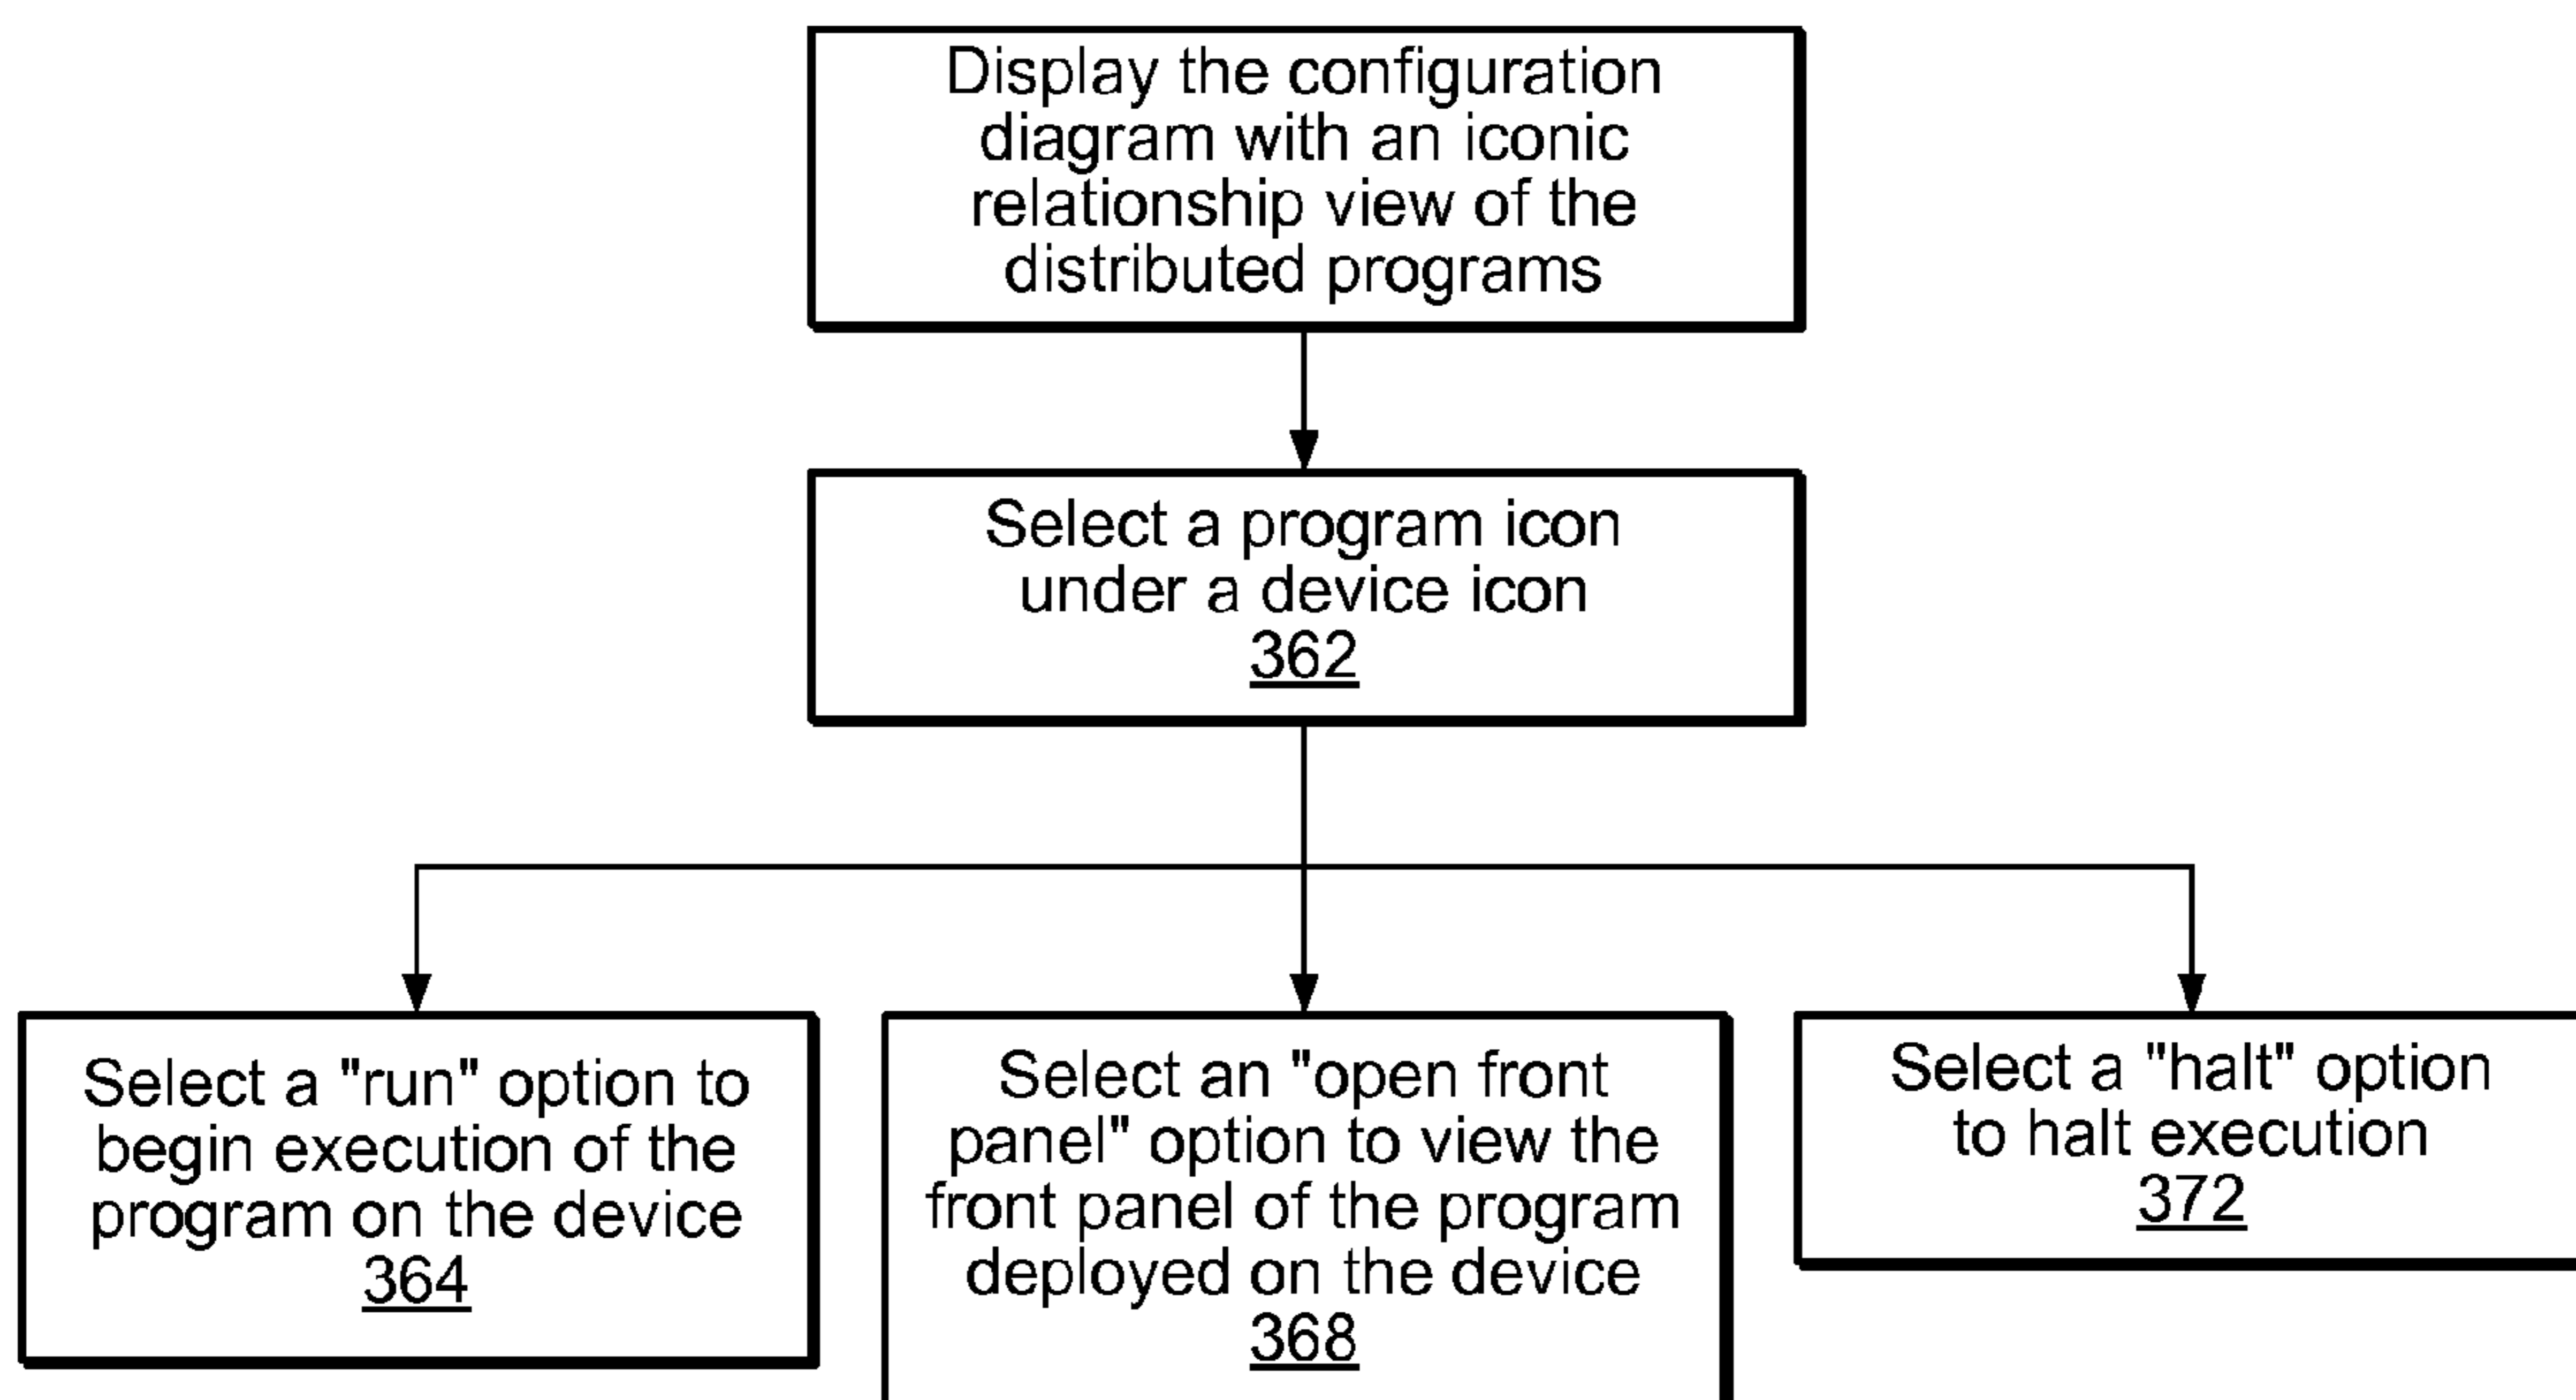 Display the configuration
diagram with an iconic
relationship view of the
distributed programs
Select a program icon
under a device icon
362
Select a "run" option to
begin execution of the
program on the device
364
Select an "open front
panel" option to view the
front panel of the program
deployed on the device
368
Select a "halt" option
to halt execution
372